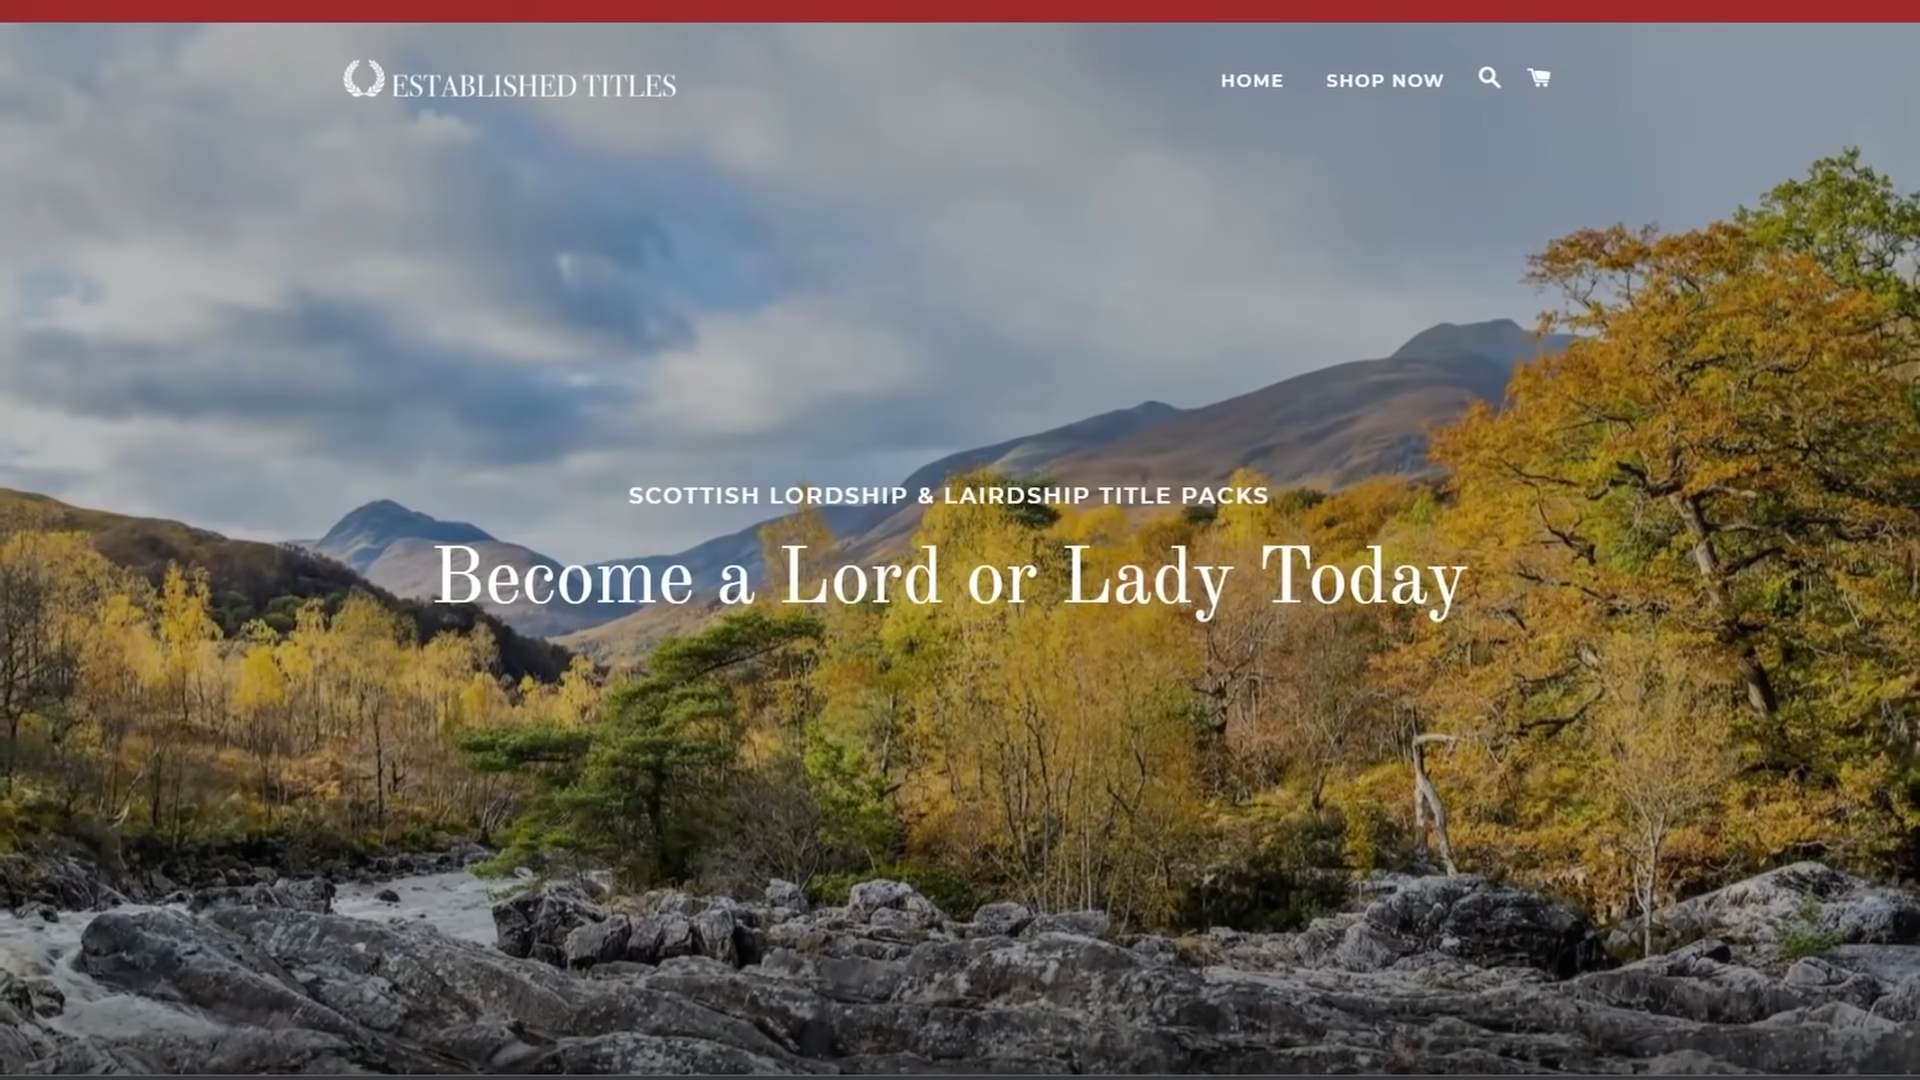 ESTABLISHED TITLES
HOME SHOP NOW
SCOTTISH LORDSHIP & LAIRDSHIP TITLE PACKS
Become a Lord or Lady Today